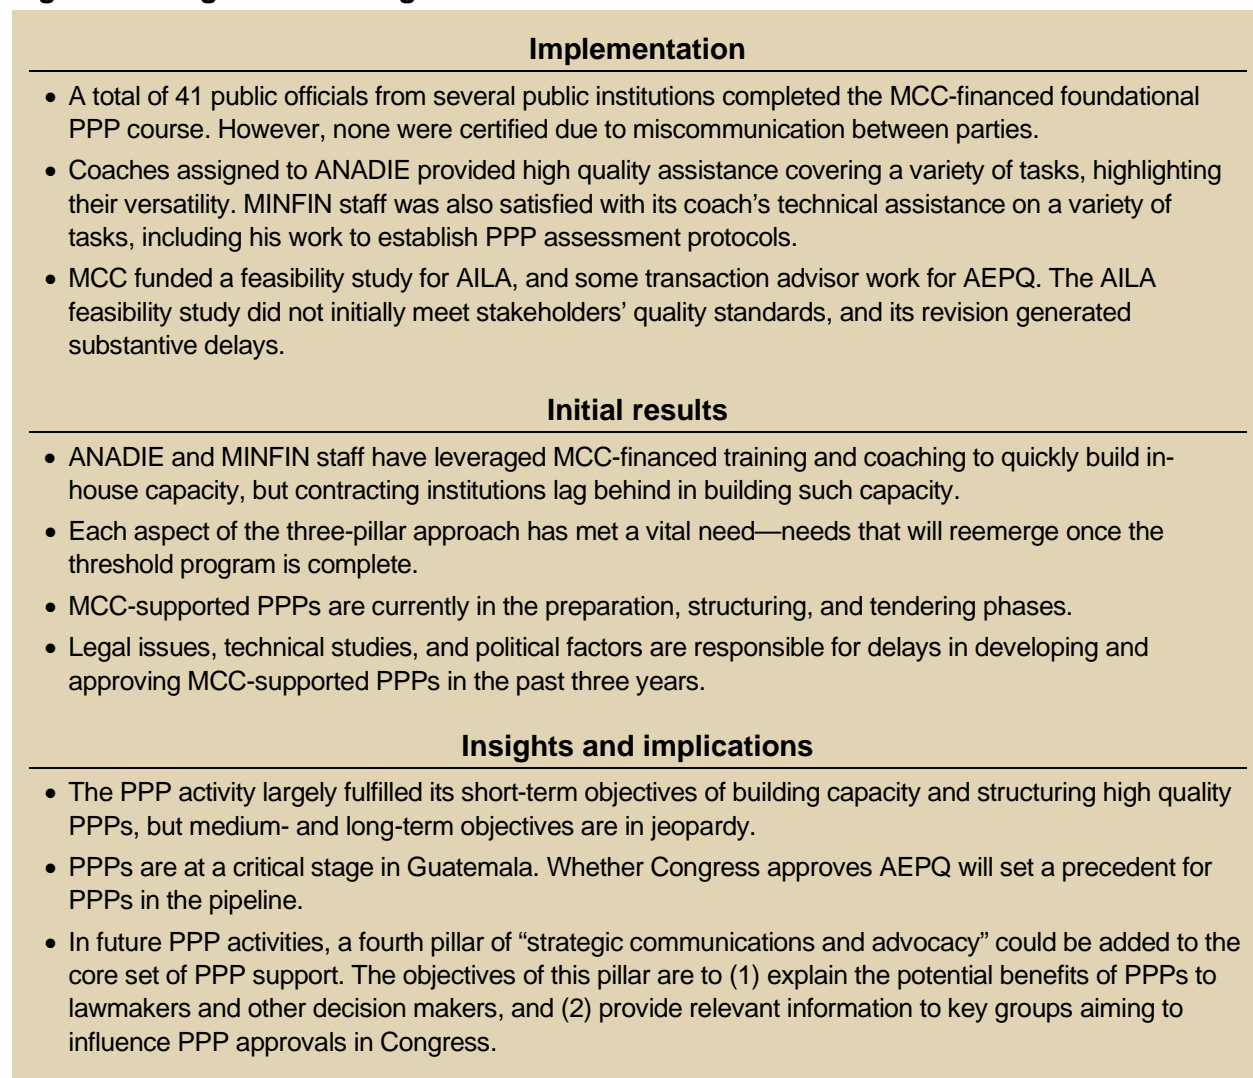 Implementation
• A total of 41 public officials from several public institutions completed the MCC-financed foundational
PPP course. However, none were certified due to miscommunication between parties.
• Coaches assigned to ANADIE provided high quality assistance covering a variety of tasks, highlighting
their versatility. MINFIN staff was also satisfied with its coach's technical assistance on a variety of
tasks, including his work to establish PPP assessment protocols.
• MCC funded a feasibility study for AILA, and some transaction advisor work for AEPQ. The AILA
feasibility study did not initially meet stakeholders' quality standards, and its revision generated
substantive delays.
Initial results
• ANADIE and MINFIN staff have leveraged MCC-financed training and coaching to quickly build in-
house capacity, but contracting institutions lag behind in building such capacity.
• Each aspect of the three-pillar approach has met a vital need—needs that will reemerge once the
threshold program is complete.
• MCC-supported PPPs are currently in the preparation, structuring, and tendering phases.
• Legal issues, technical studies, and political factors are responsible for delays in developing and
approving MCC-supported PPPs in the past three years.
Insights and implications
• The PPP activity largely fulfilled its short-term objectives of building capacity and structuring high quality
PPPs, but medium- and long-term objectives are in jeopardy.
• PPPs are at a critical stage in Guatemala. Whether Congress approves AEPQ will set a precedent for
PPPs in the pipeline.
• In future PPP activities, a fourth pillar of “strategic communications and advocacy” could be added to the
core set of PPP support. The objectives of this pillar are to (1) explain the potential benefits of PPPs to
lawmakers and other decision makers, and (2) provide relevant information to key groups aiming to
influence PPP approvals in Congress.